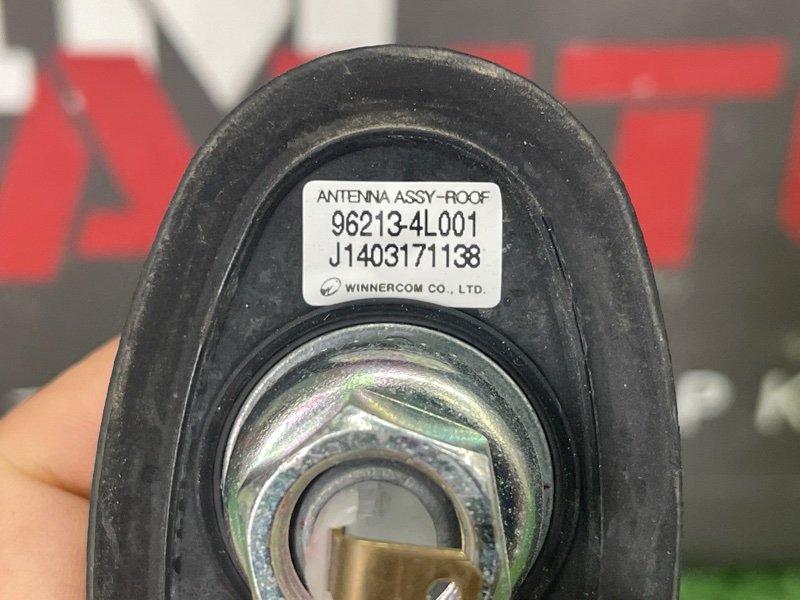 ANTENNA ASSY-ROOF
96213-4L001
J1403171138
WINNERCOM CO., LTD.